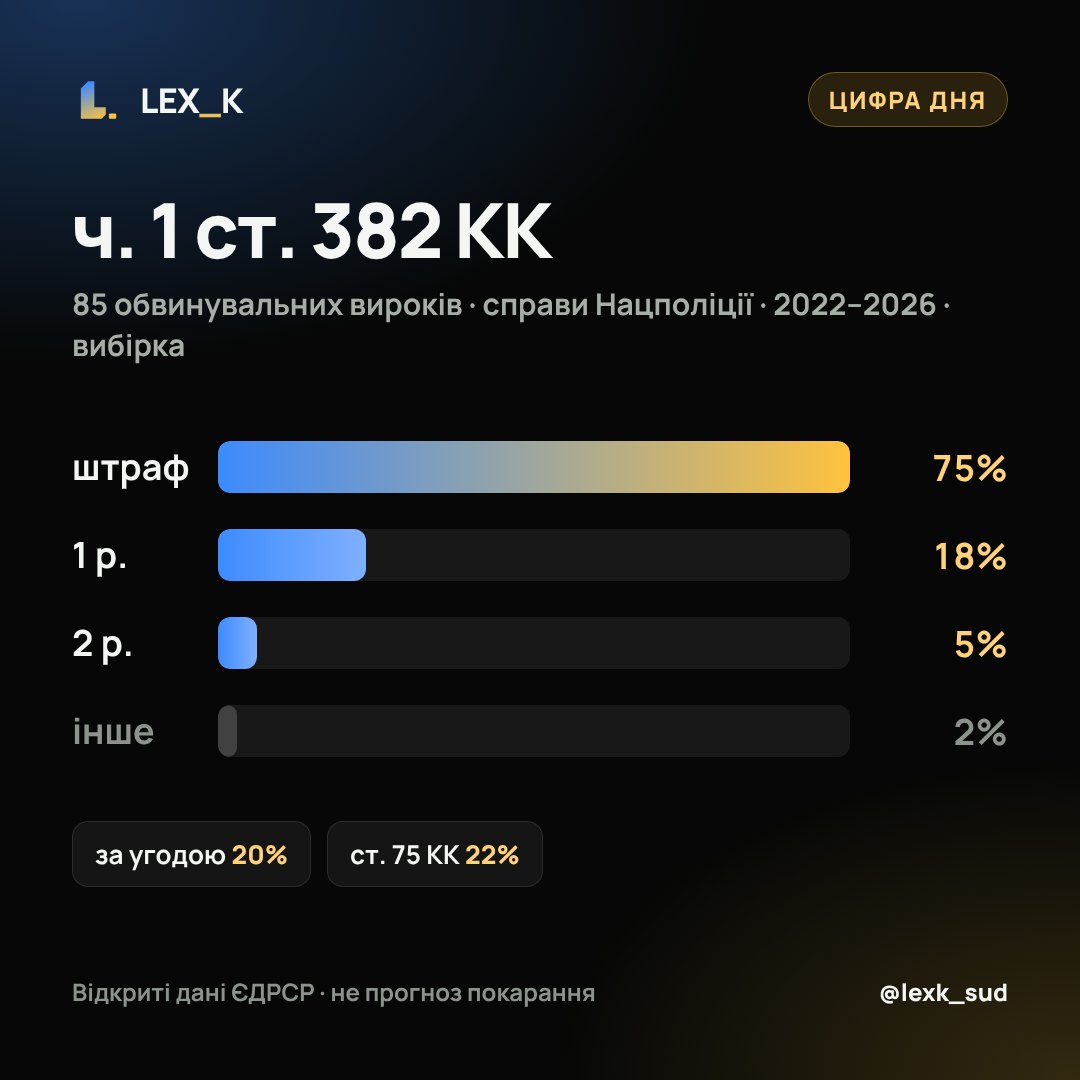 LEX_K
ЦИФРА ДНЯ
ч. 1 ст. 382 КК
85 обвинувальних вироків · справи Нацполіції · 2022–2026 ·
вибірка
штраф 75%
1 р. 18%
2 р. 5%
інше 2%
за угодою 20%
ст. 75 КК 22%
Відкриті дані ЄДРСР · не прогноз покарання
@lexk_sud